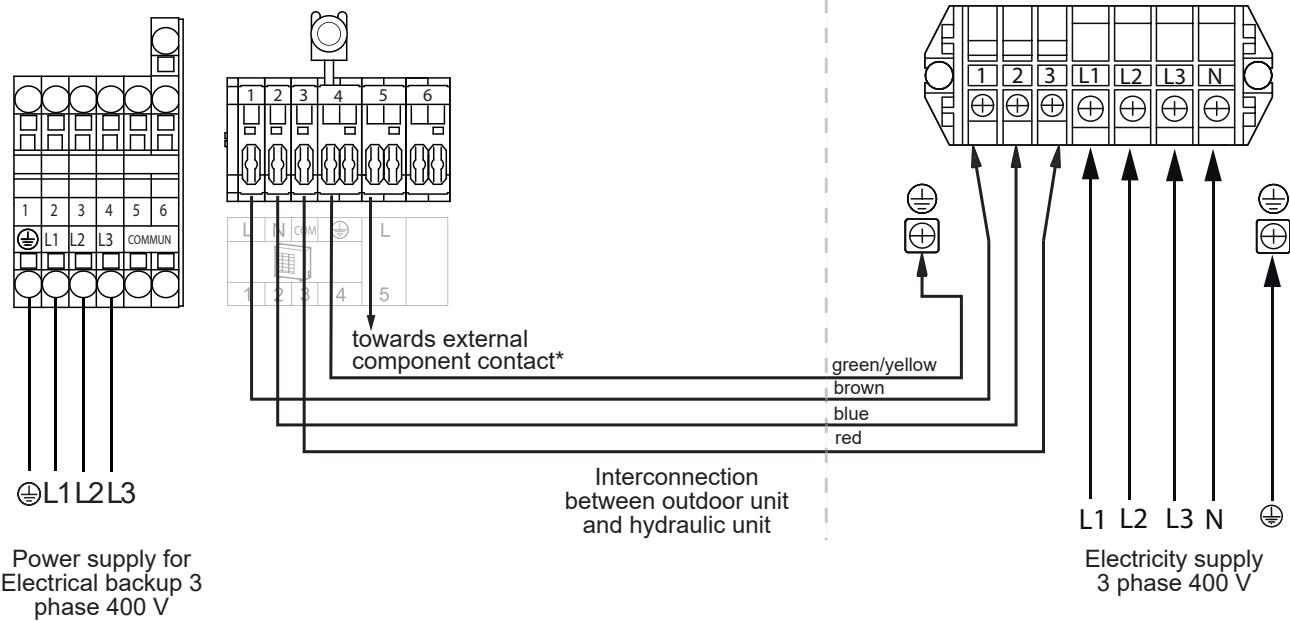 1 2 3 4 5 6
L1 L2 L3 COMMUN
L1 L2 L3
Power supply for
Electrical backup 3
phase 400 V
1 2 3 4 5 6
L N COM L
1 2 3 4 5
towards external
component contact*
green/yellow
brown
blue
red
Interconnection
between outdoor unit
and hydraulic unit
1 2 3 L1 L2 L3 N
L1 L2 L3 N
Electricity supply
3 phase 400 V